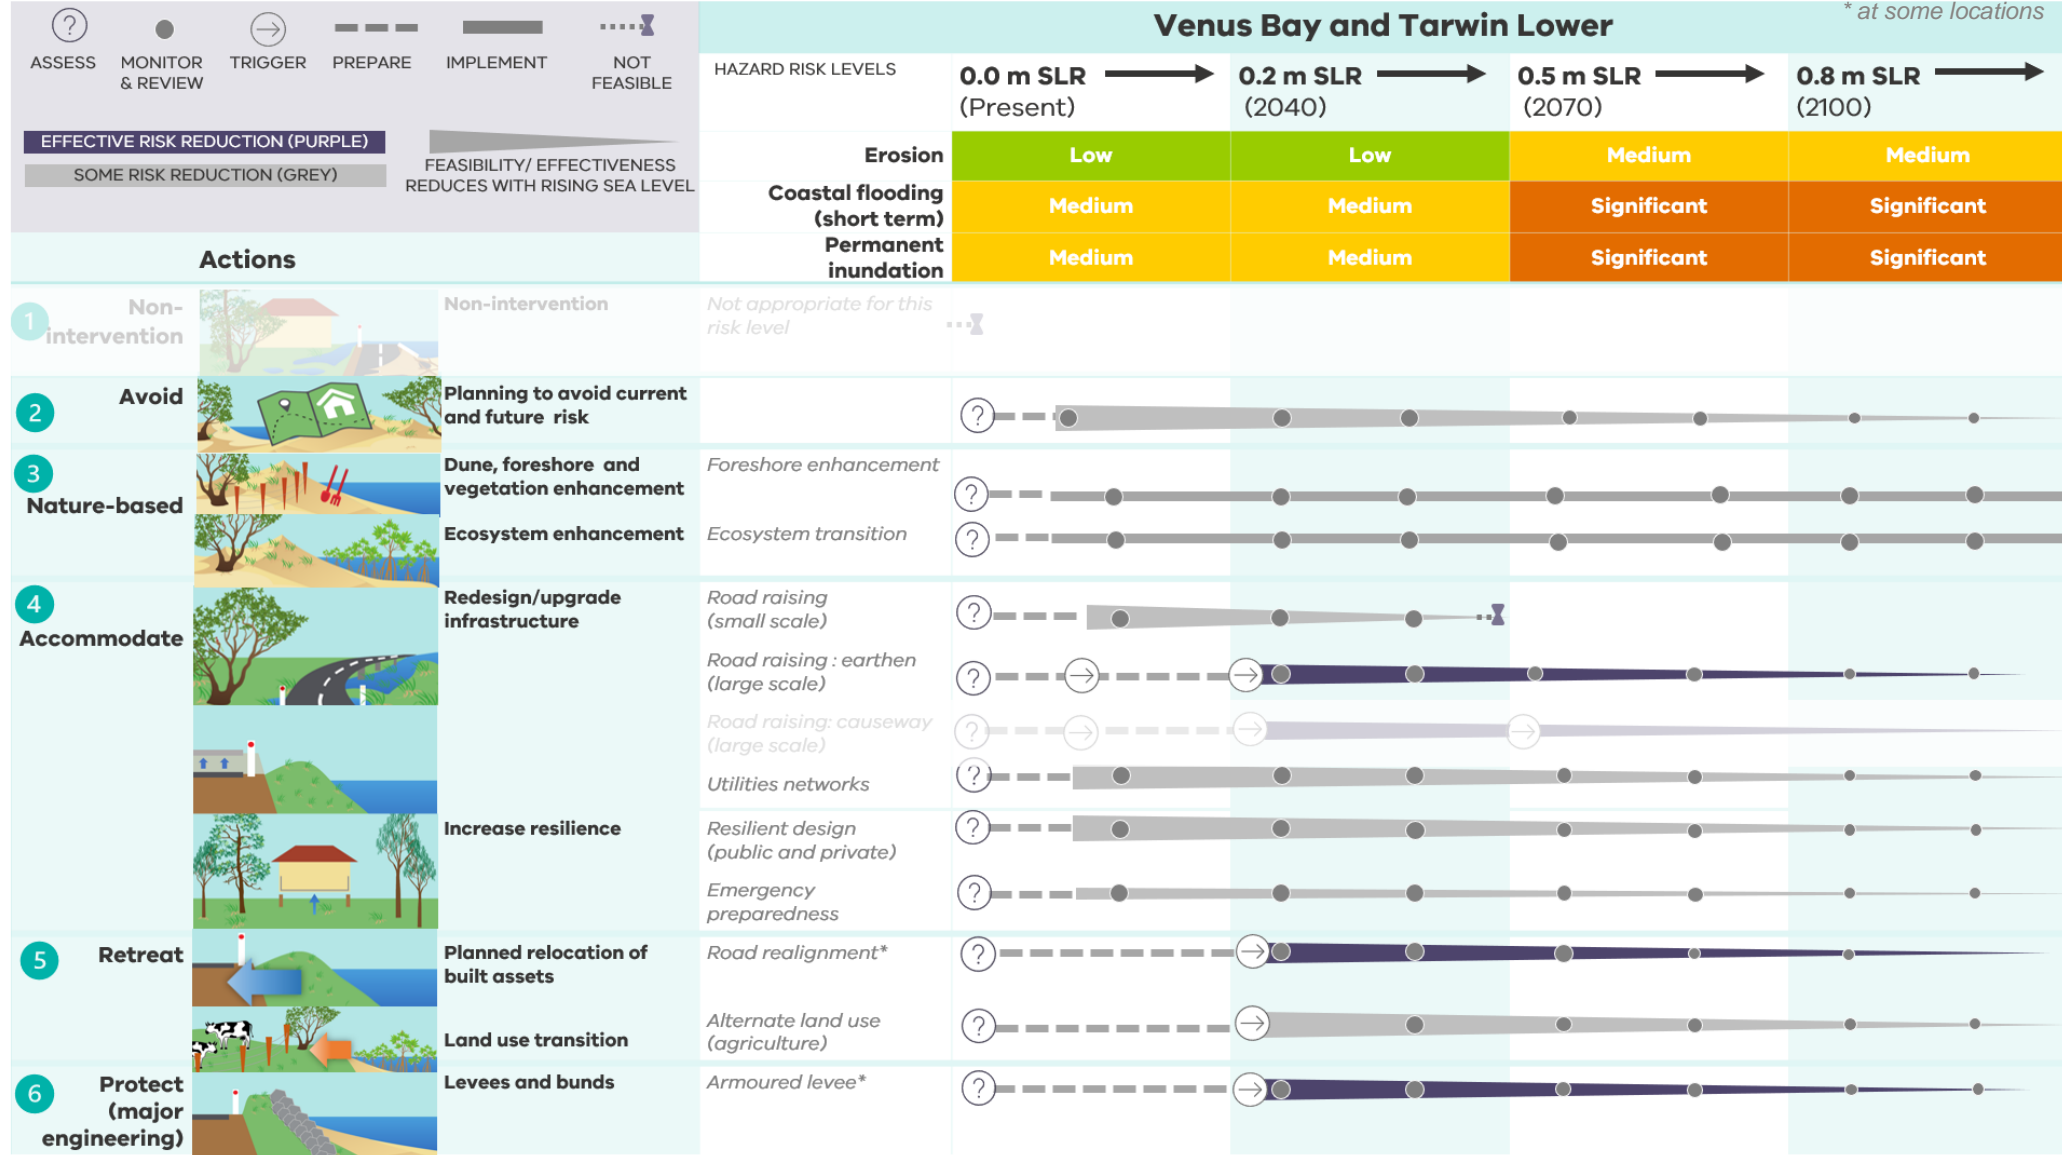 * at some locations
? → 
ASSESS MONITOR & REVIEW TRIGGER PREPARE IMPLEMENT NOT FEASIBLE
EFFECTIVE RISK REDUCTION (PURPLE)
SOME RISK REDUCTION (GREY)
FEASIBILITY/ EFFECTIVENESS
REDUCES WITH RISING SEA LEVEL
Venus Bay and Tarwin Lower
HAZARD RISK LEVELS
0.0 m SLR
(Present)
0.2 m SLR
(2040)
0.5 m SLR
(2070)
0.8 m SLR
(2100)
Erosion Low Low Medium Medium
Coastal flooding
(short term) Medium Medium Significant Significant
Permanent
inundation Medium Medium Significant Significant
Actions
1 Non-
intervention
Non-intervention
Not appropriate for this
risk level
2 Avoid
Planning to avoid current
and future risk
?
3
Nature-based
Dune, foreshore and
vegetation enhancement
Foreshore enhancement
?
Ecosystem enhancement
Ecosystem transition
?
4
Accommodate
Redesign/upgrade
infrastructure
Road raising
(small scale)
?
Road raising : earthen
(large scale)
?
Road raising: causeway
(large scale)
?
Utilities networks
?
Increase resilience
Resilient design
(public and private)
?
Emergency
preparedness
?
5 Retreat
Planned relocation of
built assets
Road realignment*
?
Land use transition
Alternate land use
(agriculture)
?
6 Protect
(major
engineering)
Levees and bunds
Armoured levee*
?